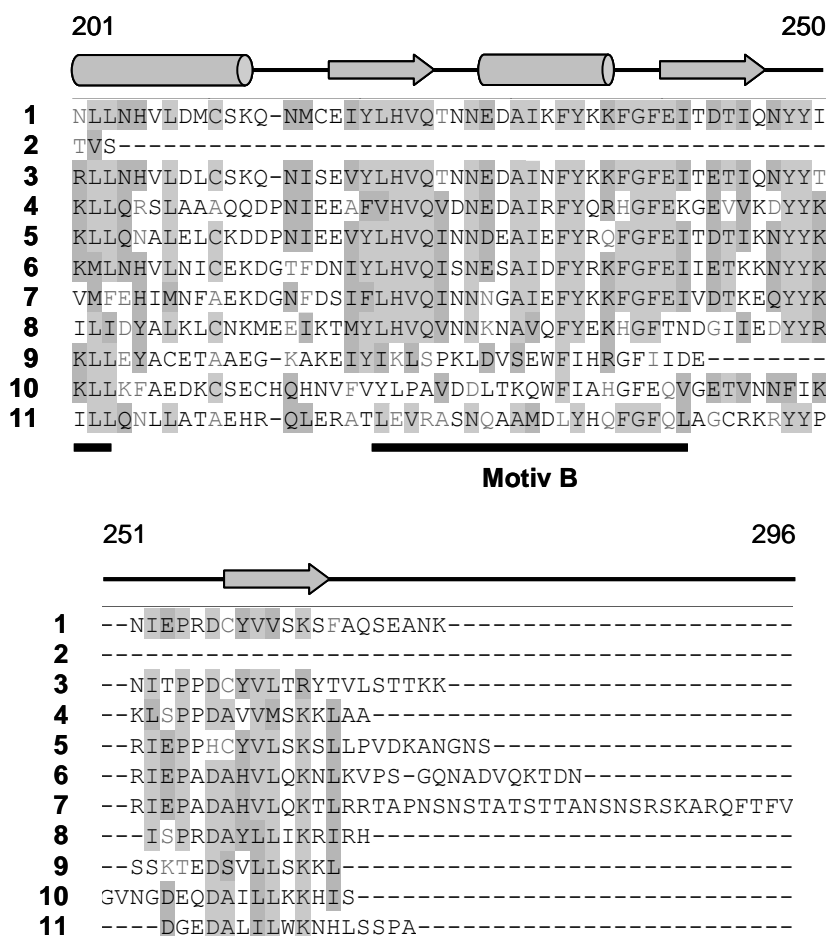 201 250
1 NLLNHVLDMCSKQ-NMCEIYLHVQTNNEDAIKFYKKFGFEITDTIQNYYI
2 TVS-----------------------------------------------
3 RLLNHVLDLCSKQ-NISEVYLHVQTNNEDAINFYKKFGFEITETIQNYYT
4 KLLQRSLAAAQQDPNIEEAFVHVQVDNEDAIRFYQRHGFEKGEVVKDYYK
5 KLLQNALELCKDDPNIEEVYLHVQINNDEAIEFYRQFGFEITDTIKNYYK
6 KMLNHVLNICEKDGTFDNIYLHVQISNESAIDFYRKFGFEIIETKKNYYK
7 VMFEHIMNFAEKDGNFDSIFLHVQINNNGAIEFYKKFGFEIVDTKEQYYK
8 ILIDYALKLCNKMEEIKTMYLHVQVNNKNAVQFYEKHGFTNDGIIEDYYR
9 KLLEYACETAAEG-KAKEIYIKLSPKLDVSEWFIHRGFIIDE--------
10 KLLKFAEDKCSECHQHNVFVYLPAVDDLTKQWFIAHGFEQVGETVNNFIK
11 ILLQNLLATAEHR-QLERATLEVRASNQAAMDLYHQFGFQLAGCRKRYYP
Motiv B
251 296
1 --NIEPRDCYVVSKSFAQSEANK-----------------------
2 ----------------------------------------------
3 --NITPPDCYVLTRYTVLSTTKK-----------------------
4 --KLSPPDAVVMSKKLAA----------------------------
5 --RIEPPHCYVLSKSLLPVDKANGNS--------------------
6 --RIEPADAHVLQKNLKVPS-GQNADVQKTDN--------------
7 --RIEPADAHVLQKTLRRTAPNSNSTATSTTANSNSRSKARQFTFV
8 ---ISPRDAYLLIKRIRH----------------------------
9 --SSKTEDSVLLSKKL------------------------------
10 GVNGDEQDAILLKKHIS-----------------------------
11 ----DGEDALILWKNHLSSPA-------------------------